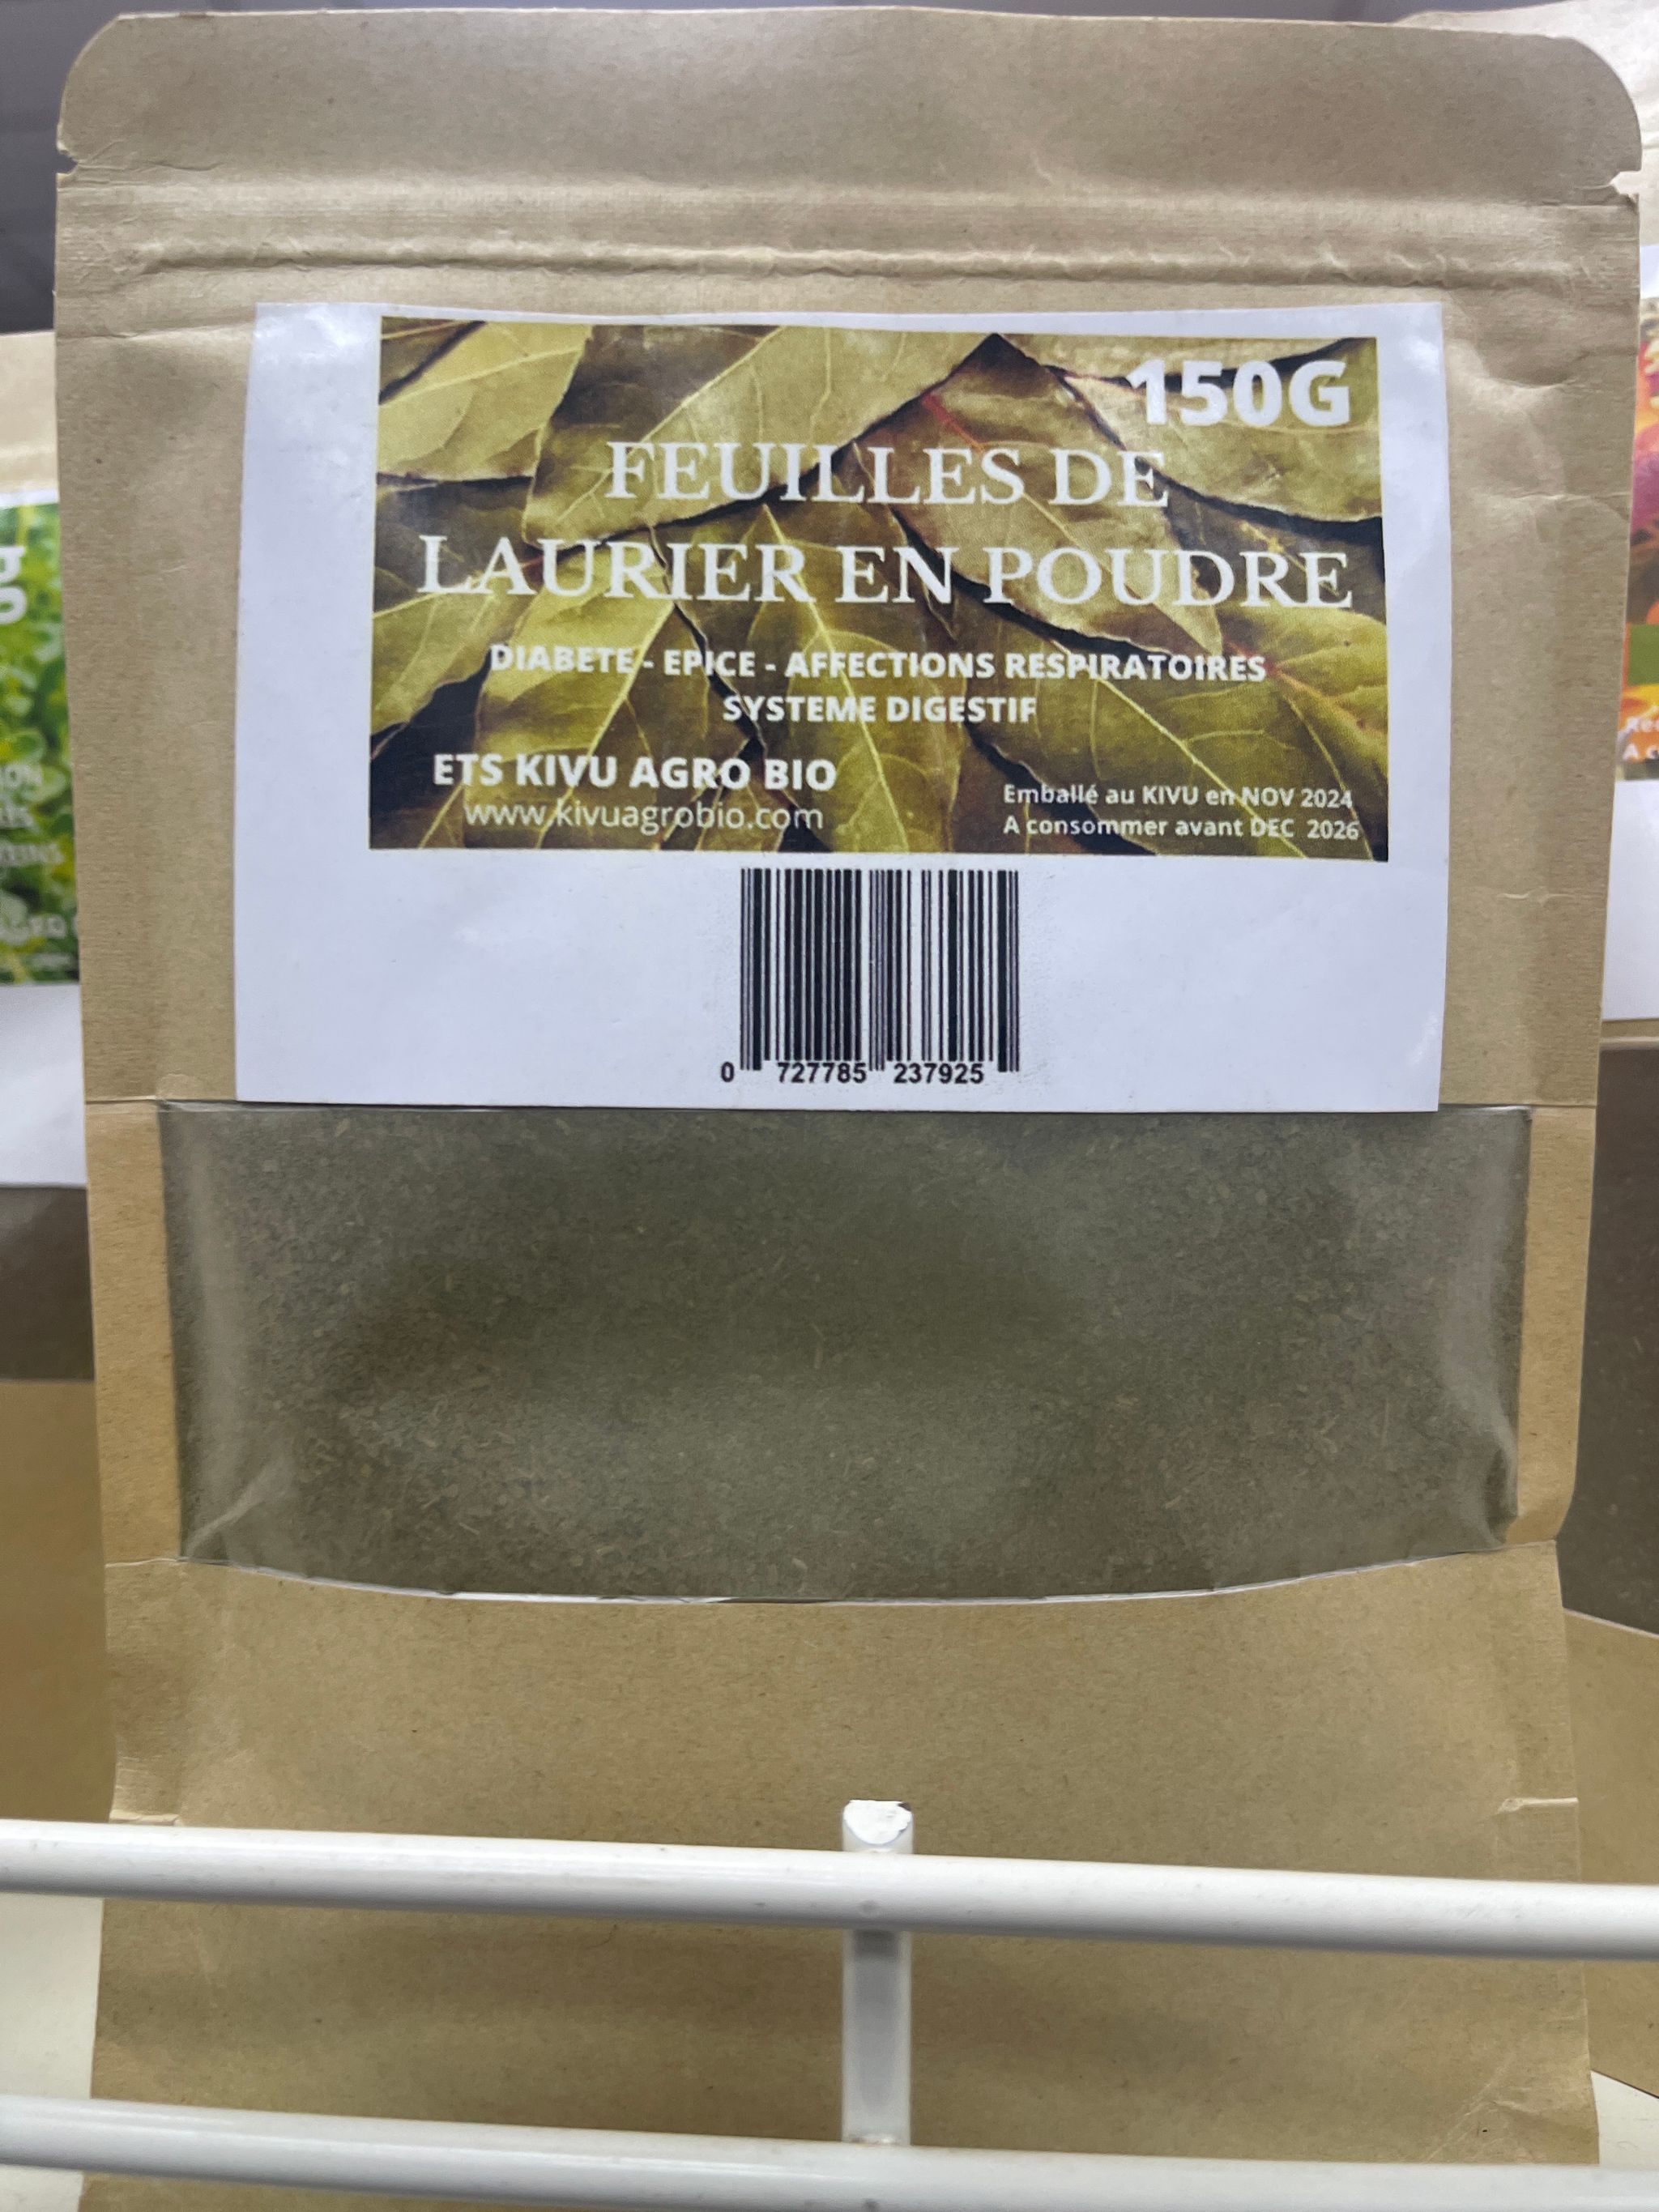 150G
FEUILLES DE
LAURIER EN POUDRE
DIABETE - EPICE - AFFECTIONS RESPIRATOIRES
SYSTEME DIGESTIF
ETS KIVU AGRO BIO
www.kivuagrobio.com
Emballé au KIVU en NOV 2024
A consommer avant DEC 2026
0 727785 237925